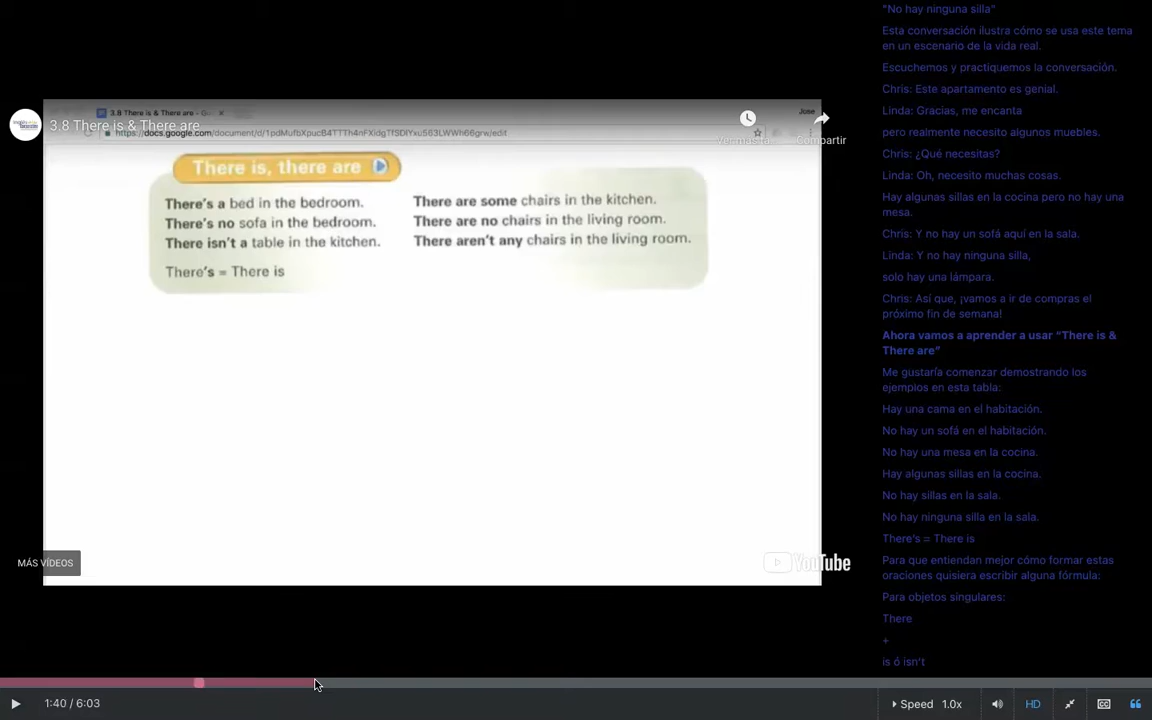 "No hay ninguna silla"
Esta conversación ilustra cómo se usa este tema
en un escenario de la vida real.
Escuchemos y practiquemos la conversación.
Chris: Este apartamento es genial.
Linda: Gracias, me encanta
pero realmente necesito algunos muebles.
Chris: ¿Qué necesitas?
Linda: Oh, necesito muchas cosas.
Hay algunas sillas en la cocina pero no hay una
mesa.
Chris: Y no hay un sofá aquí en la sala.
Linda: Y no hay ninguna silla,
solo hay una lámpara.
Chris: Así que, ¡vamos a ir de compras el
próximo fin de semana!
Ahora vamos a aprender a usar “There is &
There are”
Me gustaría comenzar demostrando los
ejemplos en esta tabla:
Hay una cama en el habitación.
No hay un sofá en el habitación.
No hay una mesa en la cocina.
Hay algunas sillas en la cocina.
No hay sillas en la sala.
No hay ninguna silla en la sala.
There's = There is
Para que entiendan mejor cómo formar estas
oraciones quisiera escribir alguna fórmula:
Para objetos singulares:
There
+
is ó isn't
3.8 There is & There are
Jose
3.8 There is & There are
Compartir
There is, there are
There's a bed in the bedroom.
There's no sofa in the bedroom.
There isn't a table in the kitchen.
There's = There is
There are some chairs in the kitchen.
There are no chairs in the living room.
There aren't any chairs in the living room.
MÁS VÍDEOS
YouTube
1:40 / 6:03
Speed 1.0x
HD
CC